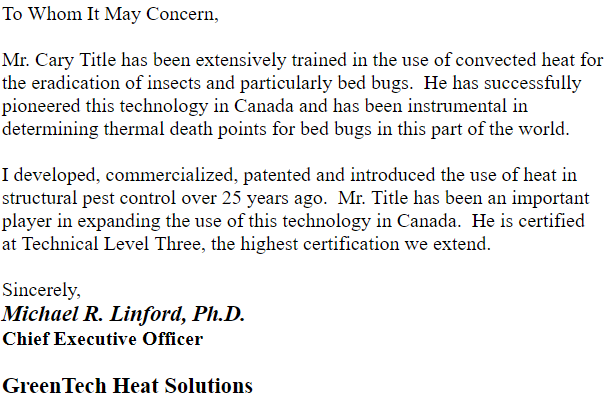 To Whom It May Concern,
Mr. Cary Title has been extensively trained in the use of convected heat for
the eradication of insects and particularly bed bugs.  He has successfully
pioneered this technology in Canada and has been instrumental in
determining thermal death points for bed bugs in this part of the world.
I developed, commercialized, patented and introduced the use of heat in
structural pest control over 25 years ago.  Mr. Title has been an important
player in expanding the use of this technology in Canada.  He is certified
at Technical Level Three, the highest certification we extend.
Sincerely,
Michael R. Linford, Ph.D.
Chief Executive Officer
GreenTech Heat Solutions